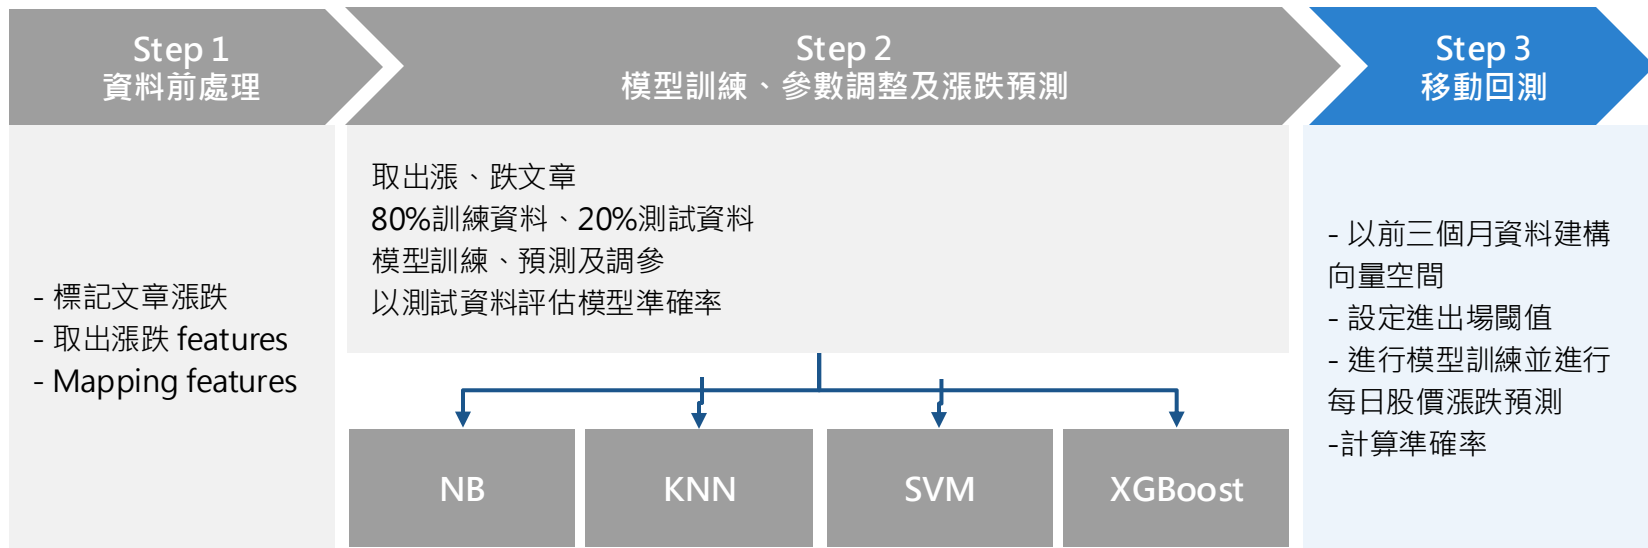 Step 1
資料前處理
- 標記文章漲跌
- 取出漲跌 features
- Mapping features
Step 2
模型訓練、參數調整及漲跌預測
取出漲、跌文章
80%訓練資料、20%測試資料
模型訓練、預測及調參
以測試資料評估模型準確率
NB
KNN
SVM
XGBoost
Step 3
移動回測
- 以前三個月資料建構
向量空間
- 設定進出場閾值
- 進行模型訓練並進行
每日股價漲跌預測
-計算準確率